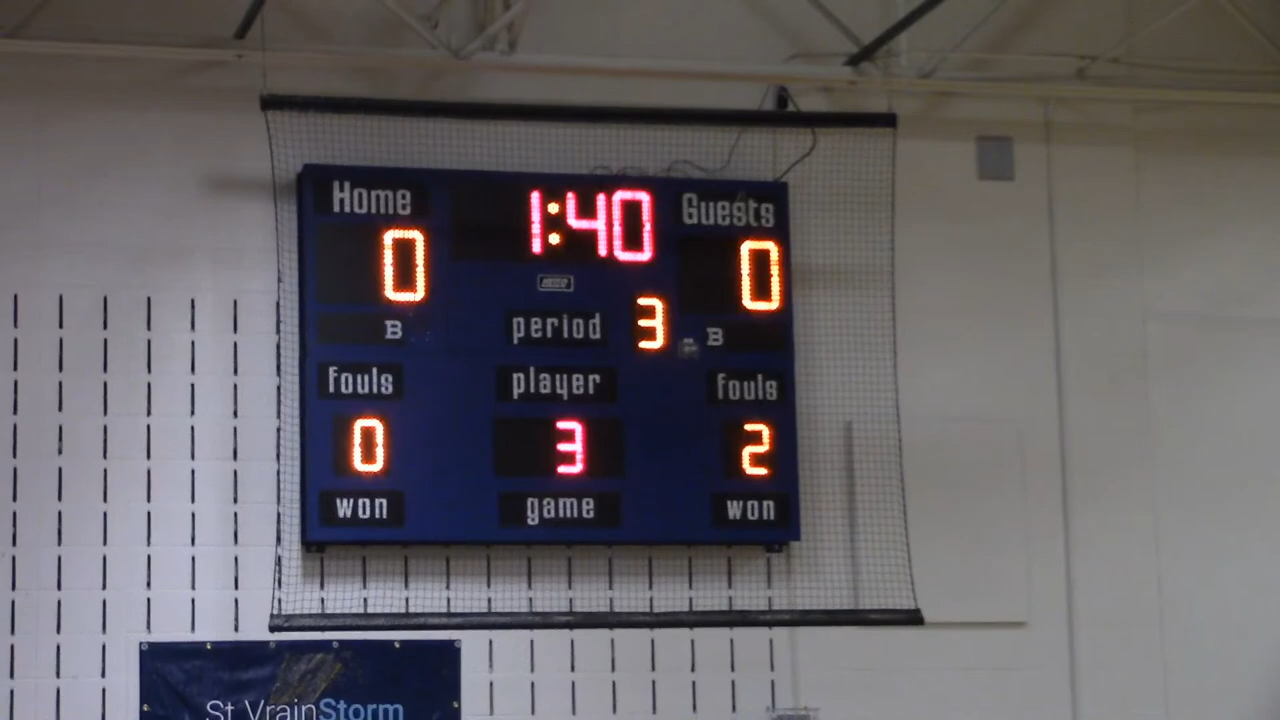 Home 1:40 Guests
0 0
B period 3 B
fouls player fouls
0 3 2
won game won
St VrainStorm